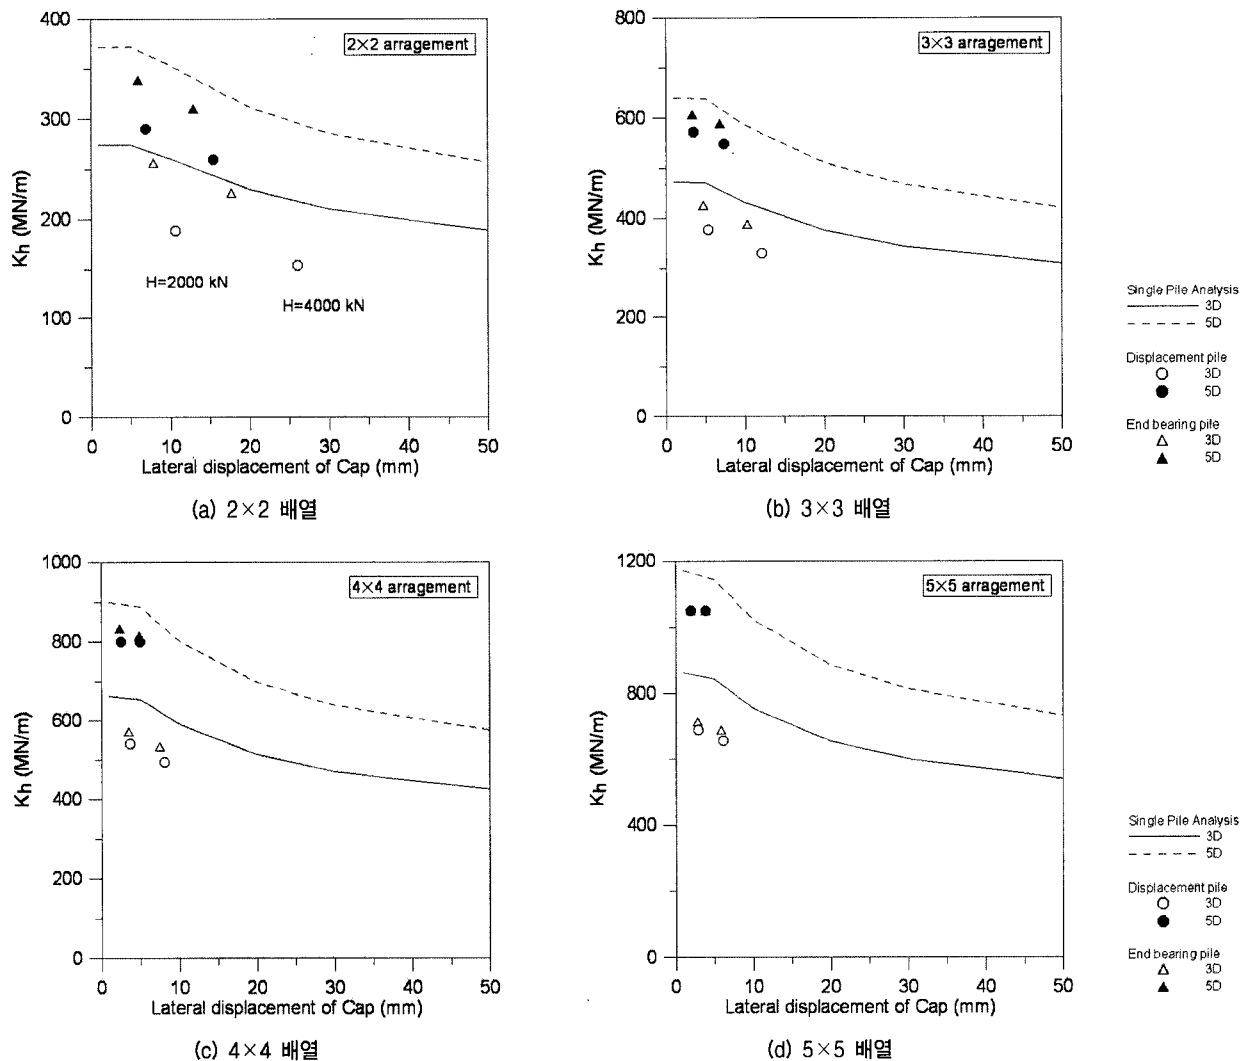 2×2 arragement
400
300
200
100
0
Kh (MN/m)
H=2000 kN
H=4000 kN
0 10 20 30 40 50
Lateral displacement of Cap (mm)
(a) 2×2 배열
3×3 arragement
800
600
400
200
0
Kh (MN/m)
0 10 20 30 40 50
Lateral displacement of Cap (mm)
(b) 3×3 배열
Single Pile Analysis
3D
5D
Displacement pile
3D
5D
End bearing pile
3D
5D
4×4 arragement
1000
800
600
400
200
0
Kh (MN/m)
0 10 20 30 40 50
Lateral displacement of Cap (mm)
(c) 4×4 배열
5×5 arragement
1200
800
400
0
Kh (MN/m)
0 10 20 30 40 50
Lateral displacement of Cap (mm)
(d) 5×5 배열
Single Pile Analysis
3D
5D
Displacement pile
3D
5D
End bearing pile
3D
5D